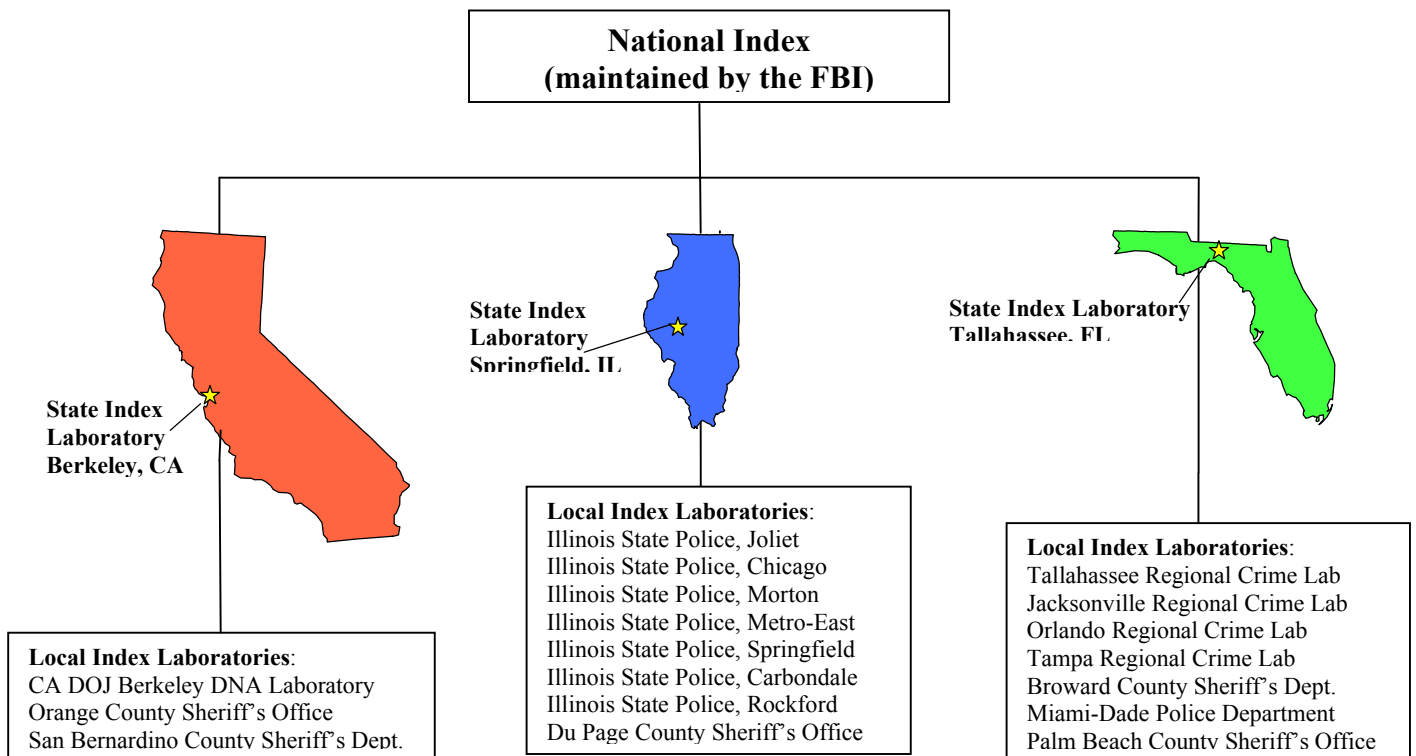 National Index
(maintained by the FBI)
State Index
Laboratory
Berkeley, CA
State Index
Laboratory
Springfield, IL
State Index Laboratory
Tallahassee, FL
Local Index Laboratories:
CA DOJ Berkeley DNA Laboratory
Orange County Sheriff’s Office
San Bernardino County Sheriff’s Dept.
Local Index Laboratories:
Illinois State Police, Joliet
Illinois State Police, Chicago
Illinois State Police, Morton
Illinois State Police, Metro-East
Illinois State Police, Springfield
Illinois State Police, Carbondale
Illinois State Police, Rockford
Du Page County Sheriff’s Office
Local Index Laboratories:
Tallahassee Regional Crime Lab
Jacksonville Regional Crime Lab
Orlando Regional Crime Lab
Tampa Regional Crime Lab
Broward County Sheriff’s Dept.
Miami-Dade Police Department
Palm Beach County Sheriff’s Office